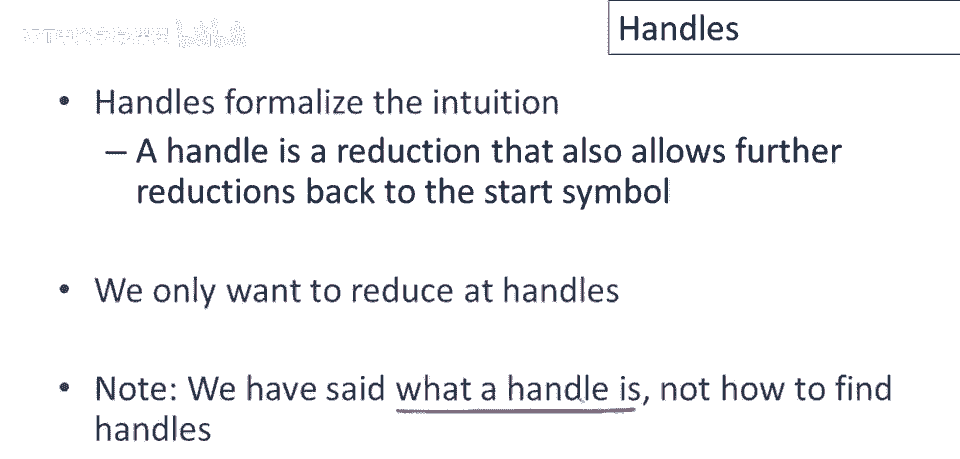 Handles
• Handles formalize the intuition
– A handle is a reduction that also allows further
reductions back to the start symbol
• We only want to reduce at handles
• Note: We have said what a handle is, not how to find
handles